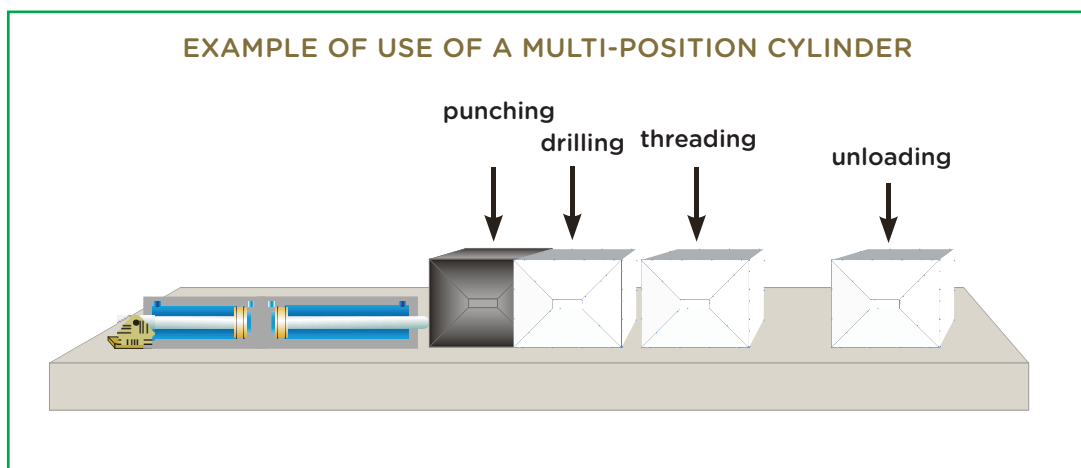 EXAMPLE OF USE OF A MULTI-POSITION CYLINDER
punching
drilling
threading
unloading